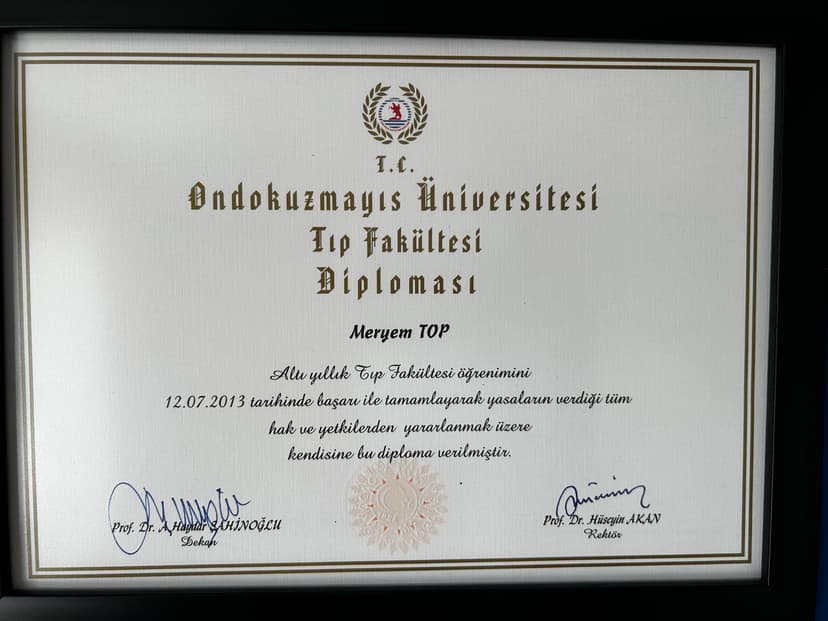 T.C.
Ondokuzmayıs Üniversitesi
Tıp Fakültesi
Diploması
Meryem TOP
Altı yıllık Tıp Fakültesi öğrenimini
12.07.2013 tarihinde başarı ile tamamlayarak yasaların verdiği tüm
hak ve yetkilerden yararlanmak üzere
kendisine bu diploma verilmiştir.
Prof. Dr. A. Haydar ŞAHİNOĞLU
Dekan
Prof. Dr. Hüseyin AKAN
Rektör